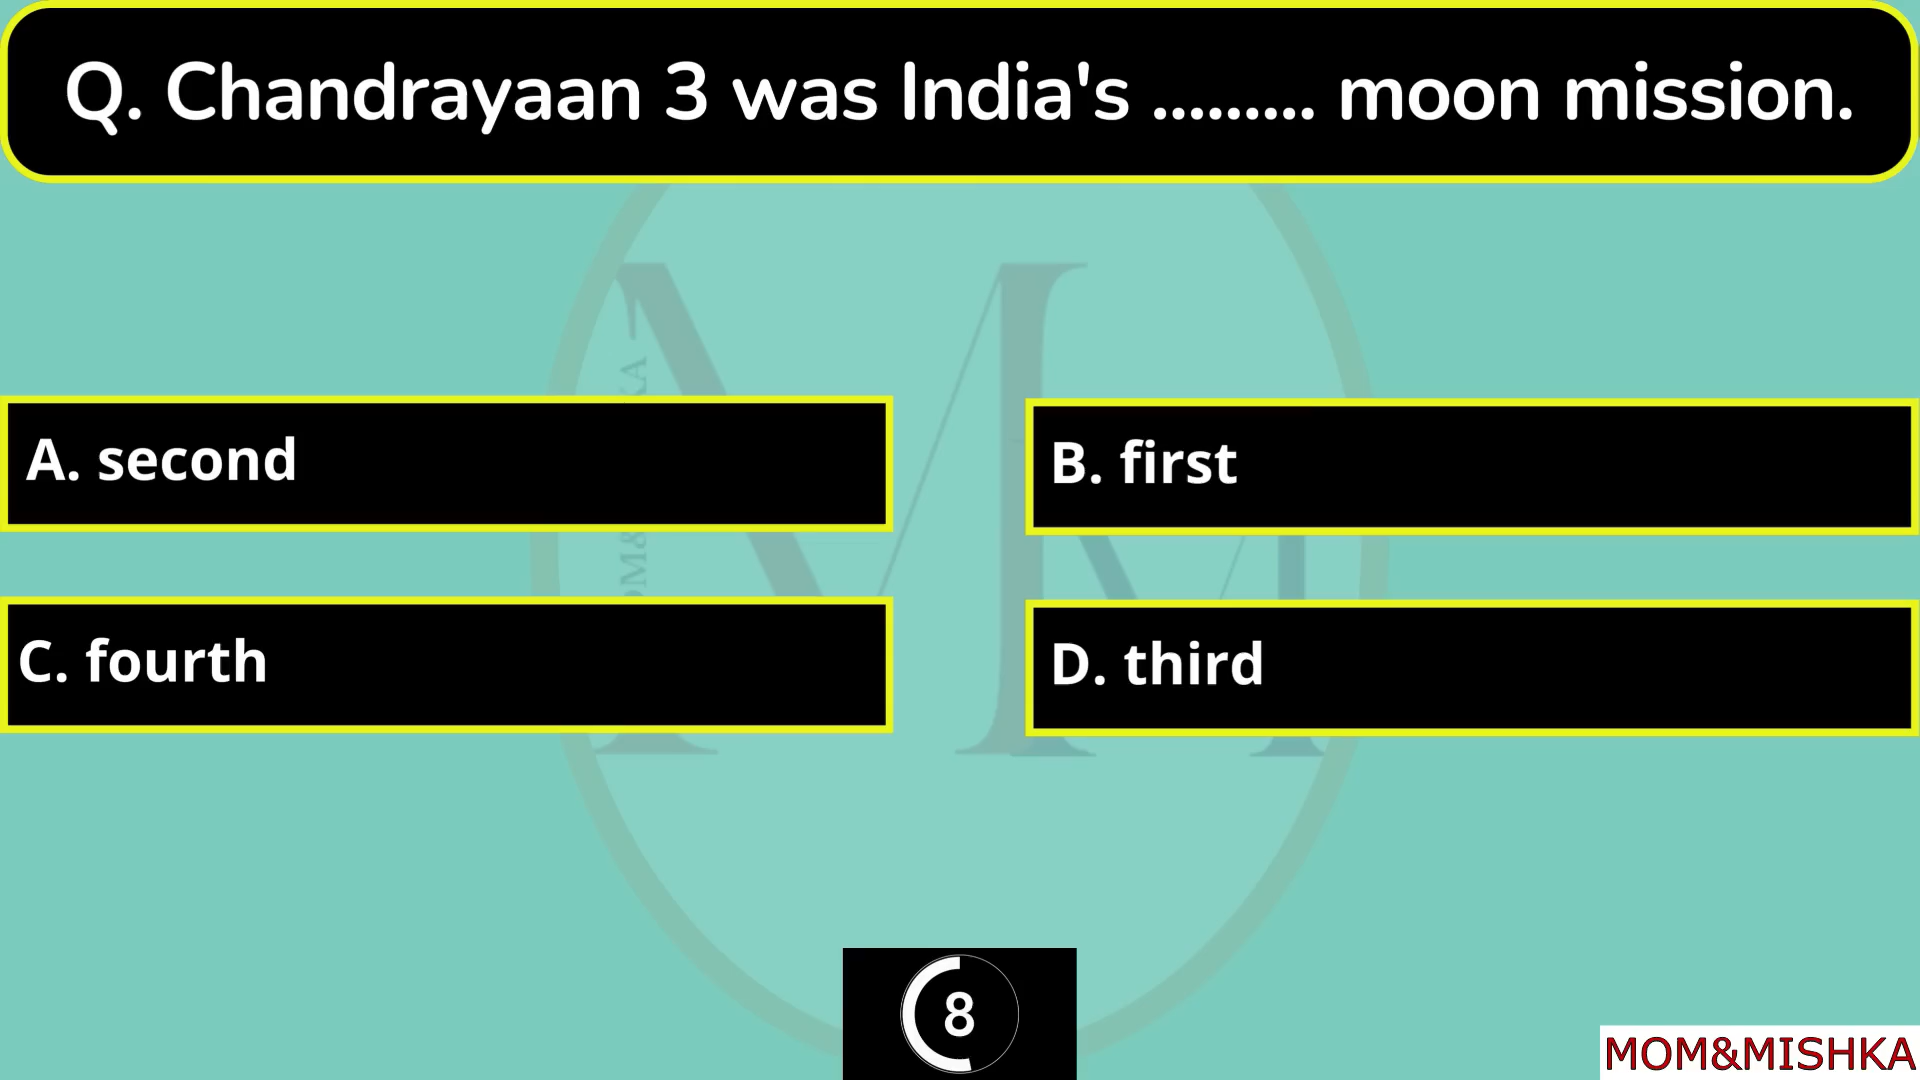 Q. Chandrayaan 3 was India's ......... moon mission.
A. second
B. first
C. fourth
D. third
8
MOM&MISHKA